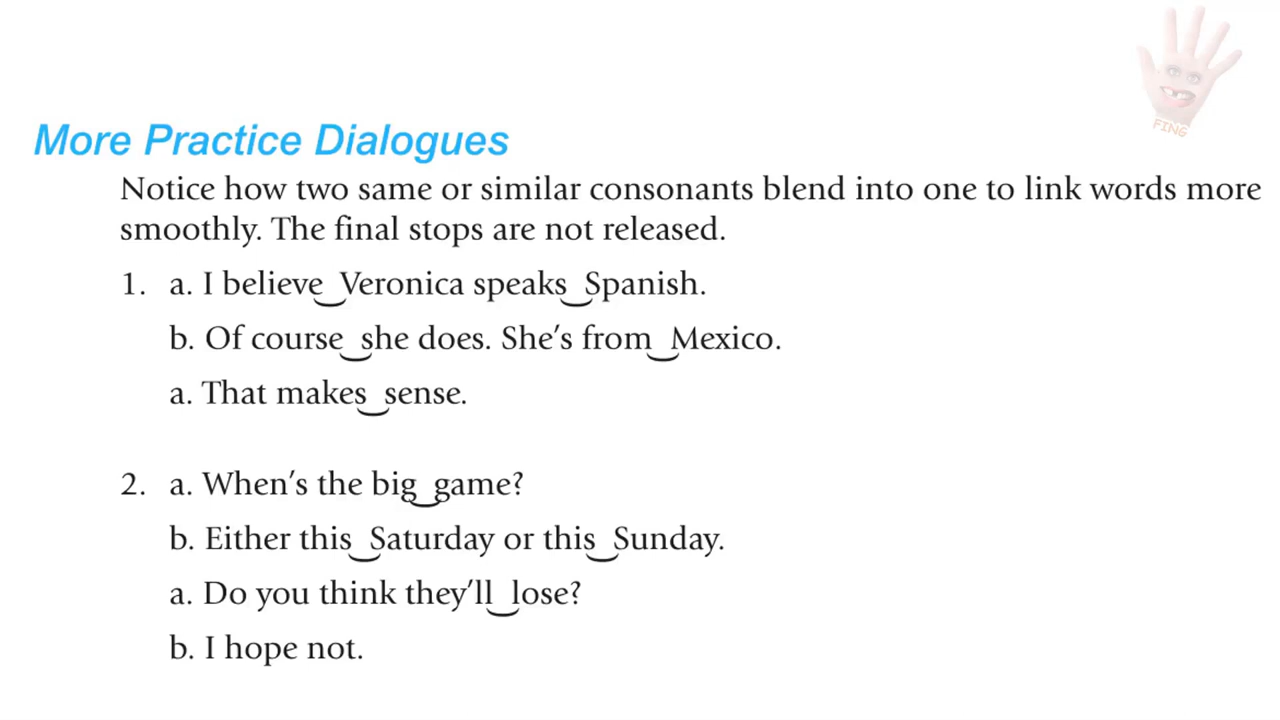 FING
More Practice Dialogues
Notice how two same or similar consonants blend into one to link words more
smoothly. The final stops are not released.
1. a. I believe Veronica speaks Spanish.
b. Of course she does. She's from Mexico.
a. That makes sense.
2. a. When's the big game?
b. Either this Saturday or this Sunday.
a. Do you think they'll lose?
b. I hope not.